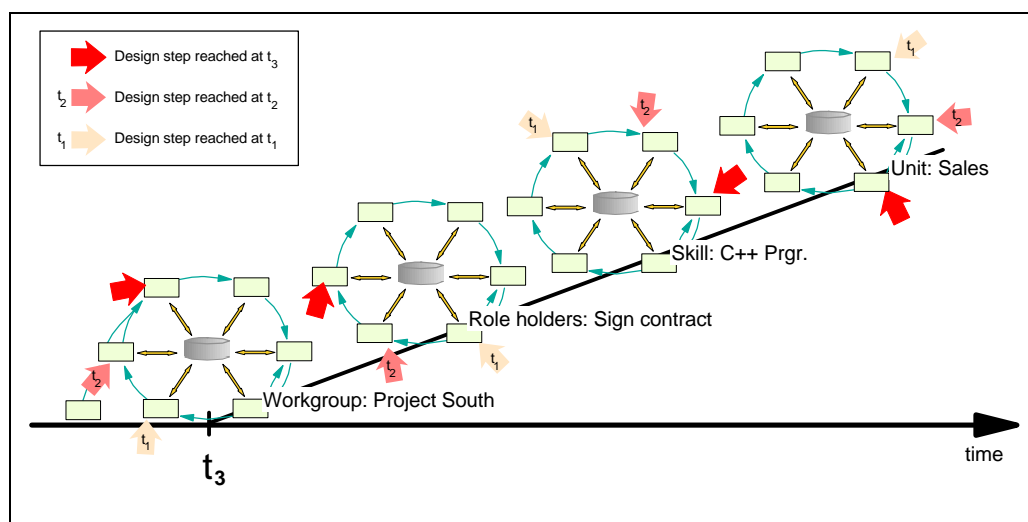 Design step reached at t3
t2 Design step reached at t2
t1 Design step reached at t1
t1
t2
t1
t2
Unit: Sales
Skill: C++ Prgr.
Role holders: Sign contract
t2
t1
t2
Workgroup: Project South
t1
t3
time